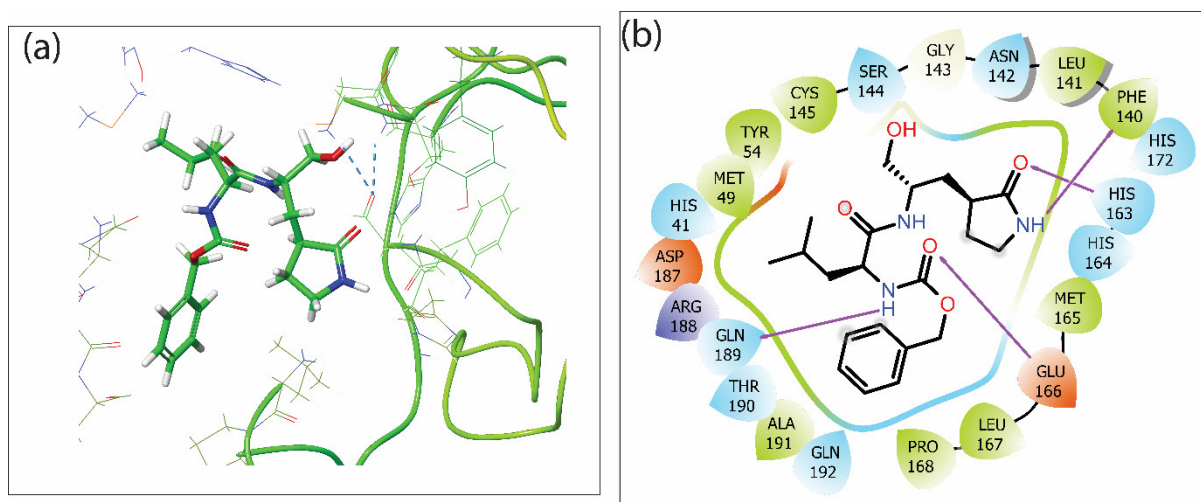 (a)
(b)
GLY
143
ASN
142
LEU
141
SER
144
PHE
140
CYS
145
OH
HIS
172
TYR
54
O
MET
49
HIS
163
HIS
41
O
NH
NH
HIS
164
O
ASP
187
MET
165
ARG
188
N
H
O
GLN
189
GLU
166
THR
190
ALA
191
LEU
167
GLN
192
PRO
168